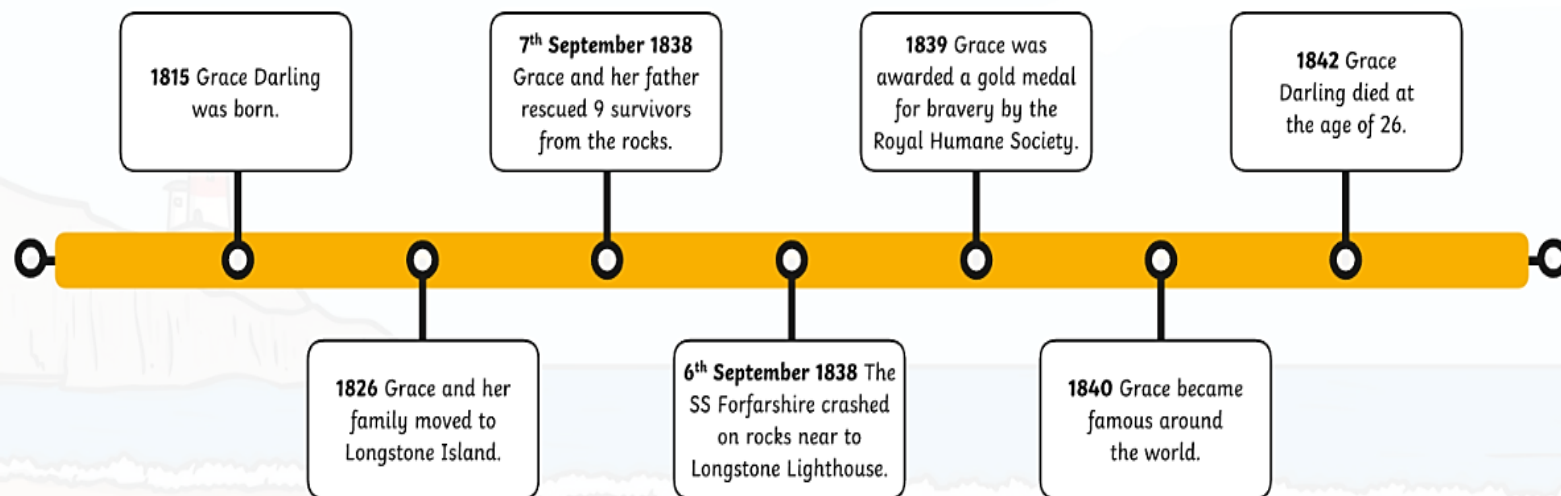 1815 Grace Darling
was born.
1826 Grace and her
family moved to
Longstone Island.
7th September 1838
Grace and her father
rescued 9 survivors
from the rocks.
6th September 1838 The
SS Forfarshire crashed
on rocks near to
Longstone Lighthouse.
1839 Grace was
awarded a gold medal
for bravery by the
Royal Humane Society.
1840 Grace became
famous around
the world.
1842 Grace
Darling died at
the age of 26.